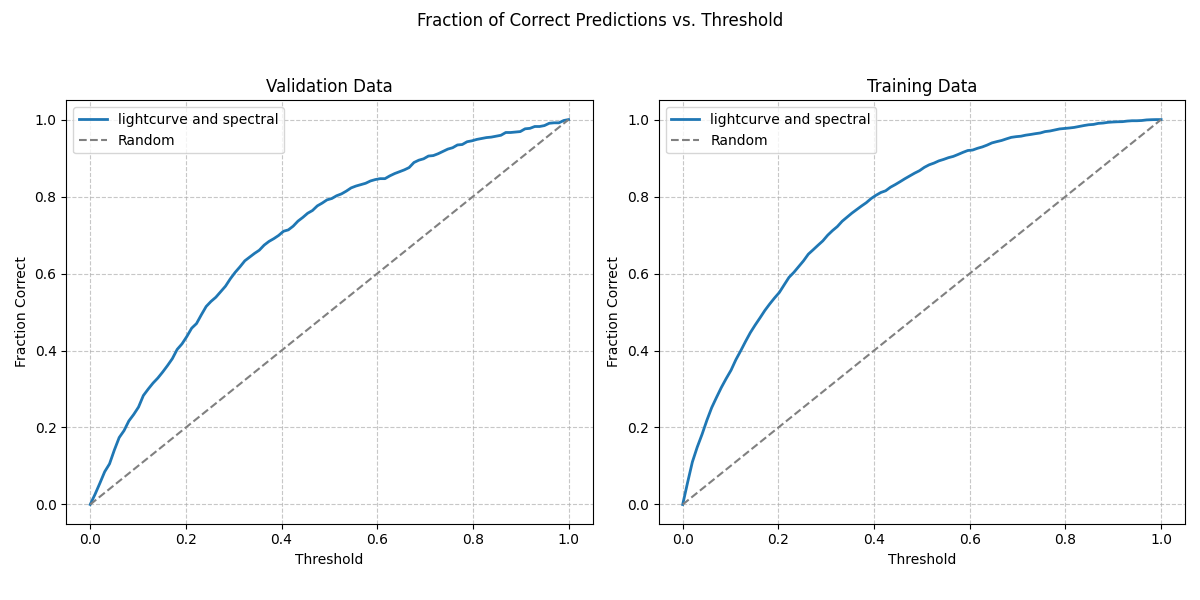 Fraction of Correct Predictions vs. Threshold
Validation Data
lightcurve and spectral
Random
1.0
0.8
0.6
0.4
0.2
0.0
Fraction Correct
0.0 0.2 0.4 0.6 0.8 1.0
Threshold
Training Data
lightcurve and spectral
Random
1.0
0.8
0.6
0.4
0.2
0.0
Fraction Correct
0.0 0.2 0.4 0.6 0.8 1.0
Threshold